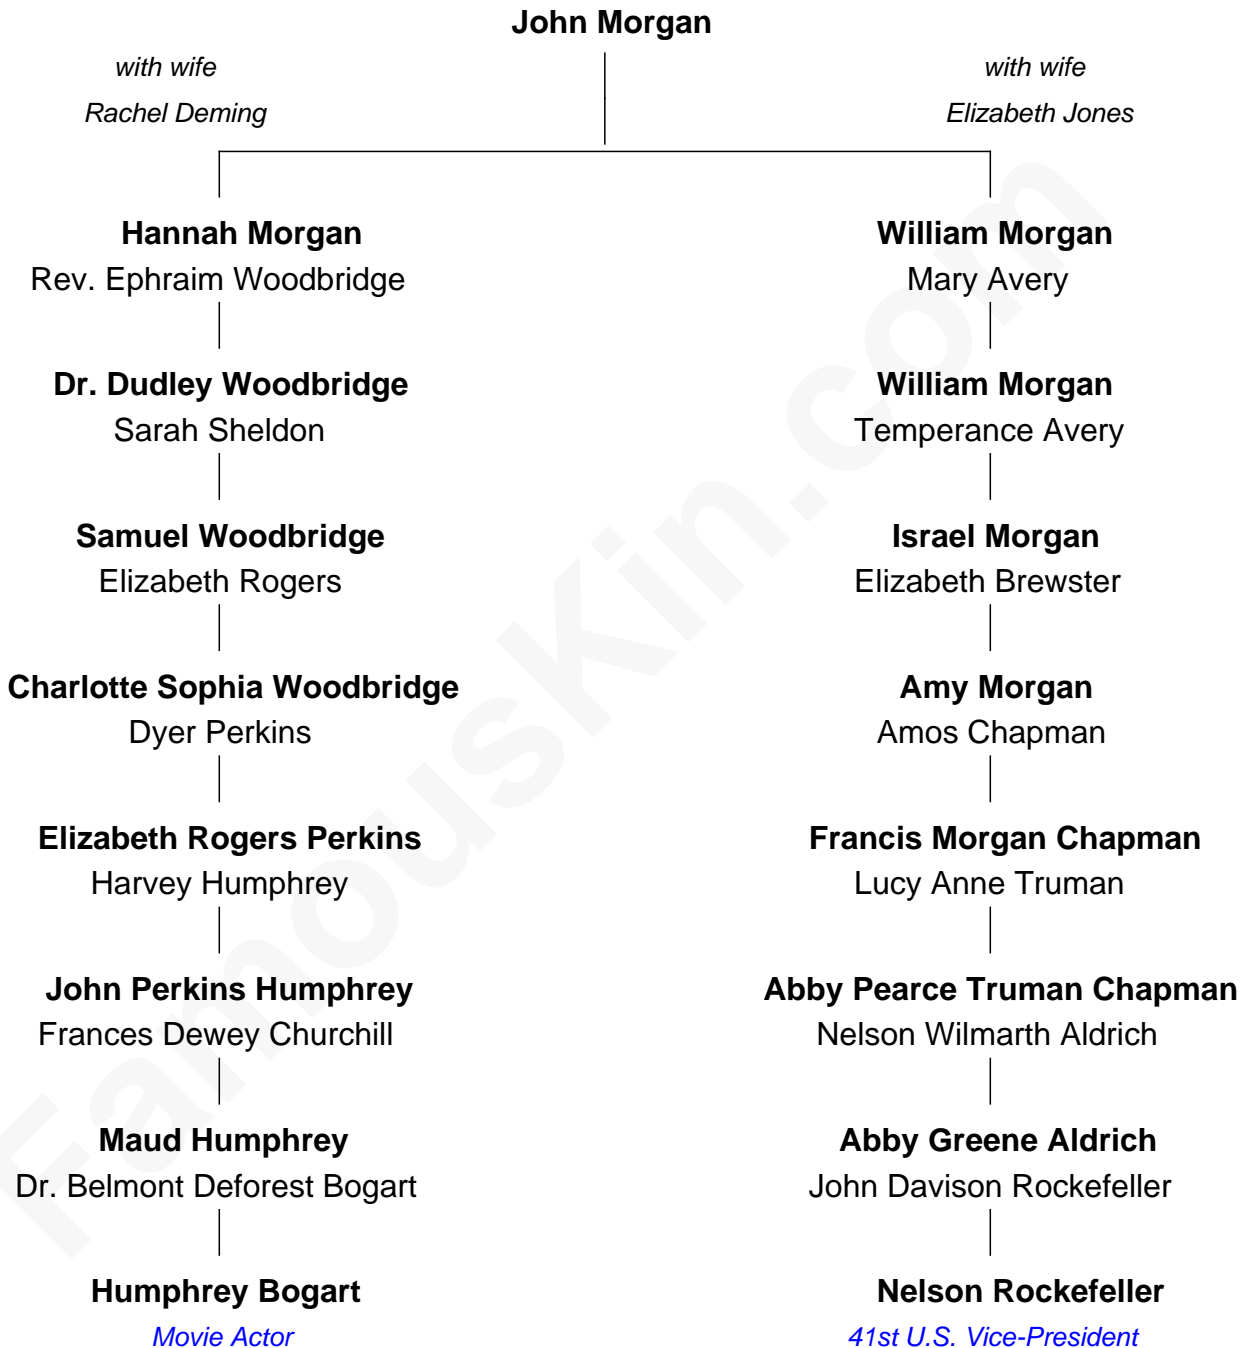 John Morgan
with wife
Rachel Deming
with wife
Elizabeth Jones
Hannah Morgan
Rev. Ephraim Woodbridge
William Morgan
Mary Avery
Dr. Dudley Woodbridge
Sarah Sheldon
William Morgan
Temperance Avery
Samuel Woodbridge
Elizabeth Rogers
Israel Morgan
Elizabeth Brewster
Charlotte Sophia Woodbridge
Dyer Perkins
Amy Morgan
Amos Chapman
Elizabeth Rogers Perkins
Harvey Humphrey
Francis Morgan Chapman
Lucy Anne Truman
John Perkins Humphrey
Frances Dewey Churchill
Abby Pearce Truman Chapman
Nelson Wilmarth Aldrich
Maud Humphrey
Dr. Belmont Deforest Bogart
Abby Greene Aldrich
John Davison Rockefeller
Humphrey Bogart
Movie Actor
Nelson Rockefeller
41st U.S. Vice-President
FamousKin.com